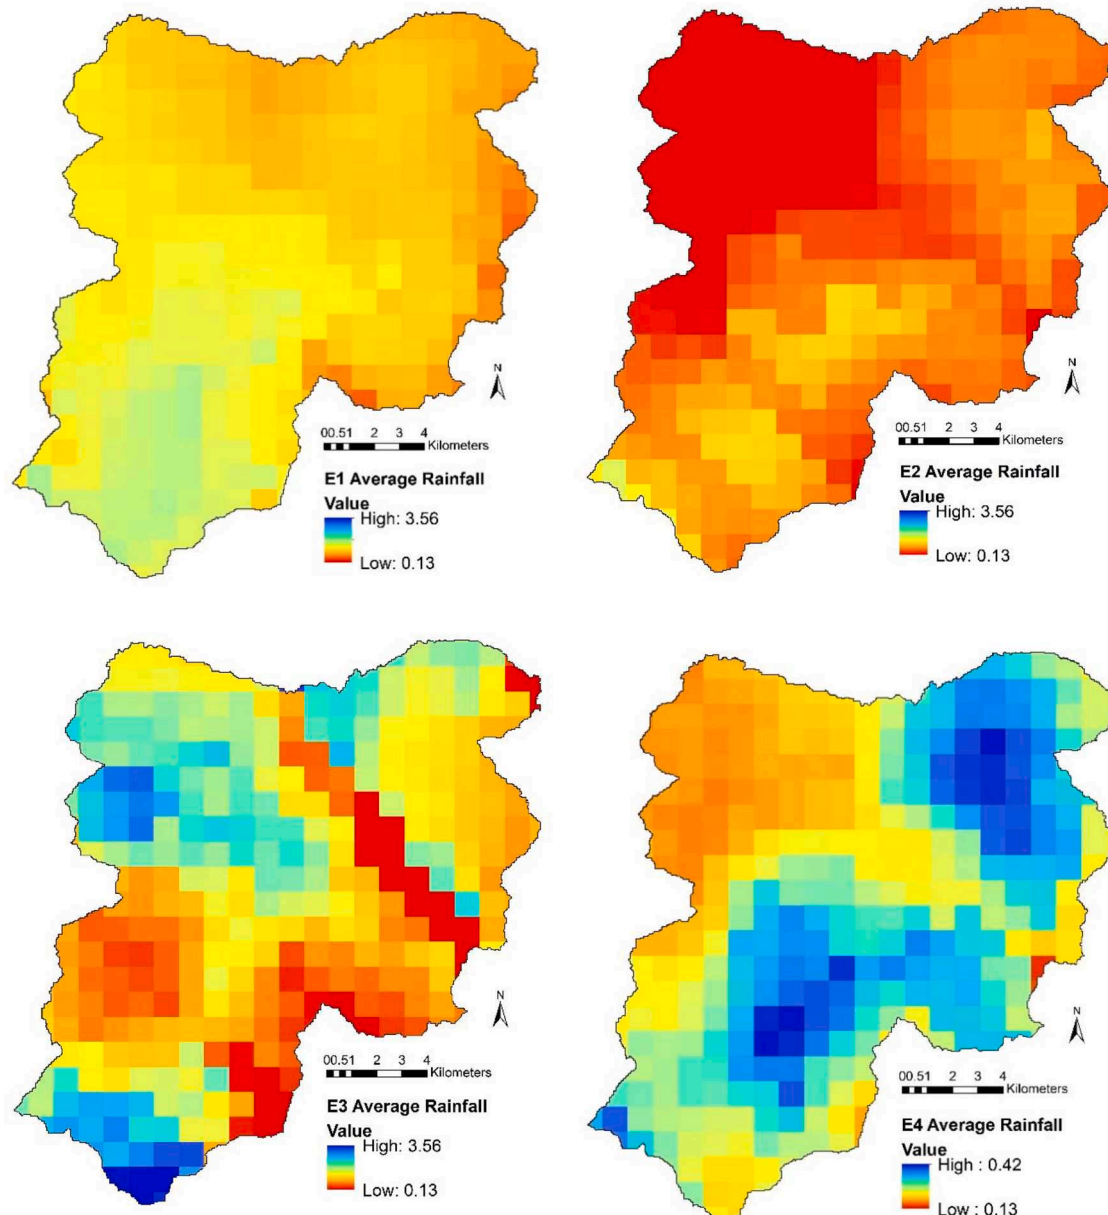 N
00.51 2 3 4
Kilometers
E1 Average Rainfall
Value
High: 3.56
Low: 0.13
N
00.51 2 3 4
Kilometers
E2 Average Rainfall
Value
High: 3.56
Low: 0.13
N
00.51 2 3 4
Kilometers
E3 Average Rainfall
Value
High: 3.56
Low: 0.13
N
00.51 2 3 4
Kilometers
E4 Average Rainfall
Value
High : 0.42
Low : 0.13